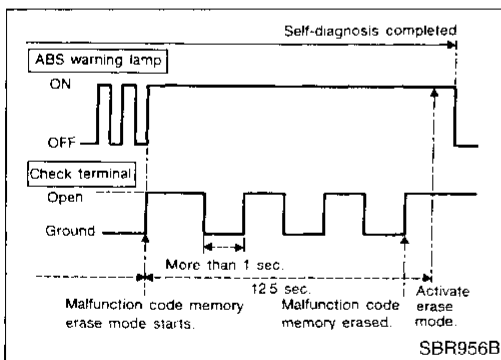 Self-diagnosis completed
ABS warning lamp
ON
OFF
Check terminal
Open
Ground
More than 1 sec.
12.5 sec.
Malfunction code memory
erase mode starts.
Malfunction code
memory erased.
Activate
erase
mode.
SBR956B